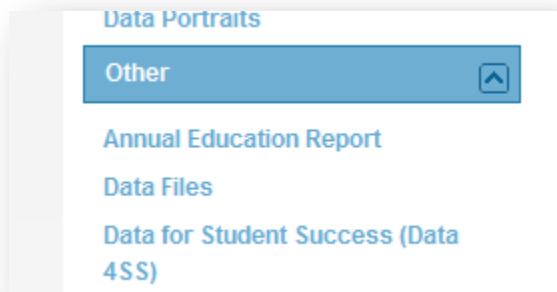 Data Portraits
Other
Annual Education Report
Data Files
Data for Student Success (Data
4SS)